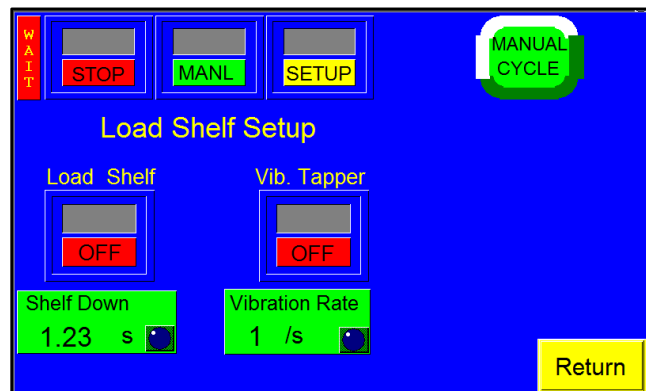 WAIT
STOP
MANL
SETUP
MANUAL
CYCLE
Load Shelf Setup
Load Shelf
Vib. Tapper
OFF
OFF
Shelf Down
1.23 s
Vibration Rate
1 /s
Return